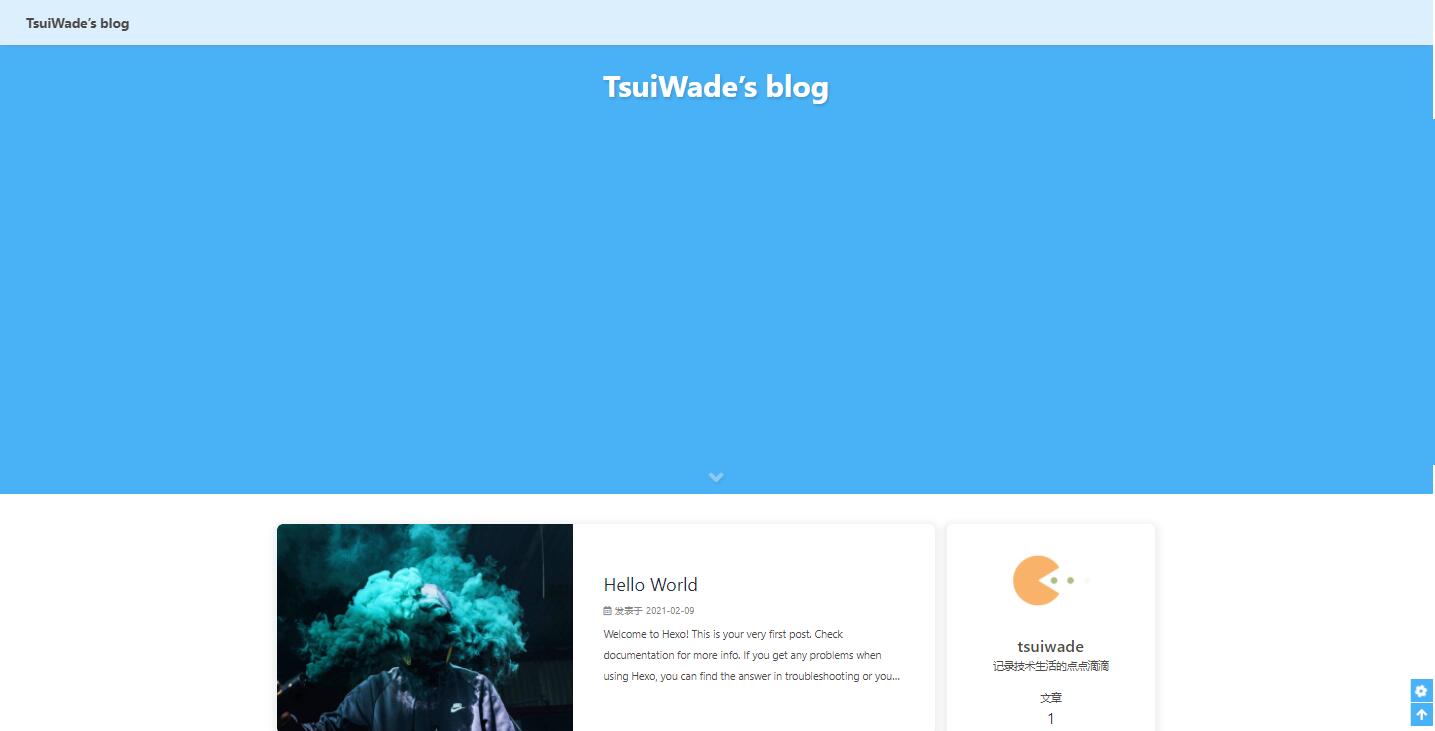 TsuiWade's blog
TsuiWade's blog
Hello World
发表于 2021-02-09
Welcome to Hexo! This is your very first post. Check
documentation for more info. If you get any problems when
using Hexo, you can find the answer in troubleshooting or you...
tsuiwade
记录技术生活的点点滴滴
文章
1